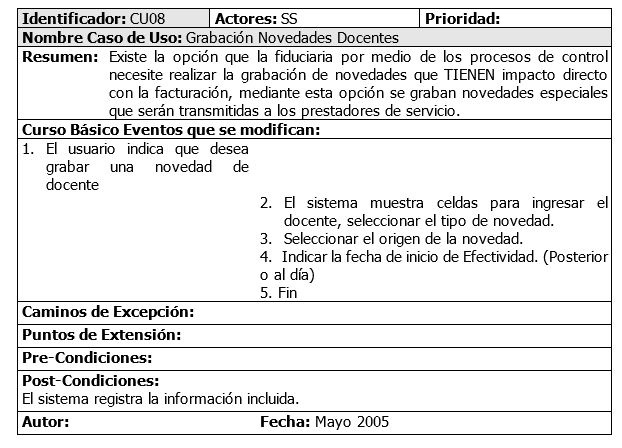 Identificador: CU08 Actores: SS Prioridad:
Nombre Caso de Uso: Grabación Novedades Docentes
Resumen: Existe la opción que la fiduciaria por medio de los procesos de control
necesite realizar la grabación de novedades que TIENEN impacto directo
con la facturación, mediante esta opción se graban novedades especiales
que serán transmitidas a los prestadores de servicio.
Curso Básico Eventos que se modifican:
1. El usuario indica que desea
grabar una novedad de
docente
2. El sistema muestra celdas para ingresar el
docente, seleccionar el tipo de novedad.
3. Seleccionar el origen de la novedad.
4. Indicar la fecha de inicio de Efectividad. (Posterior
o al día)
5. Fin
Caminos de Excepción:
Puntos de Extensión:
Pre-Condiciones:
Post-Condiciones:
El sistema registra la información incluida.
Autor: Fecha: Mayo 2005